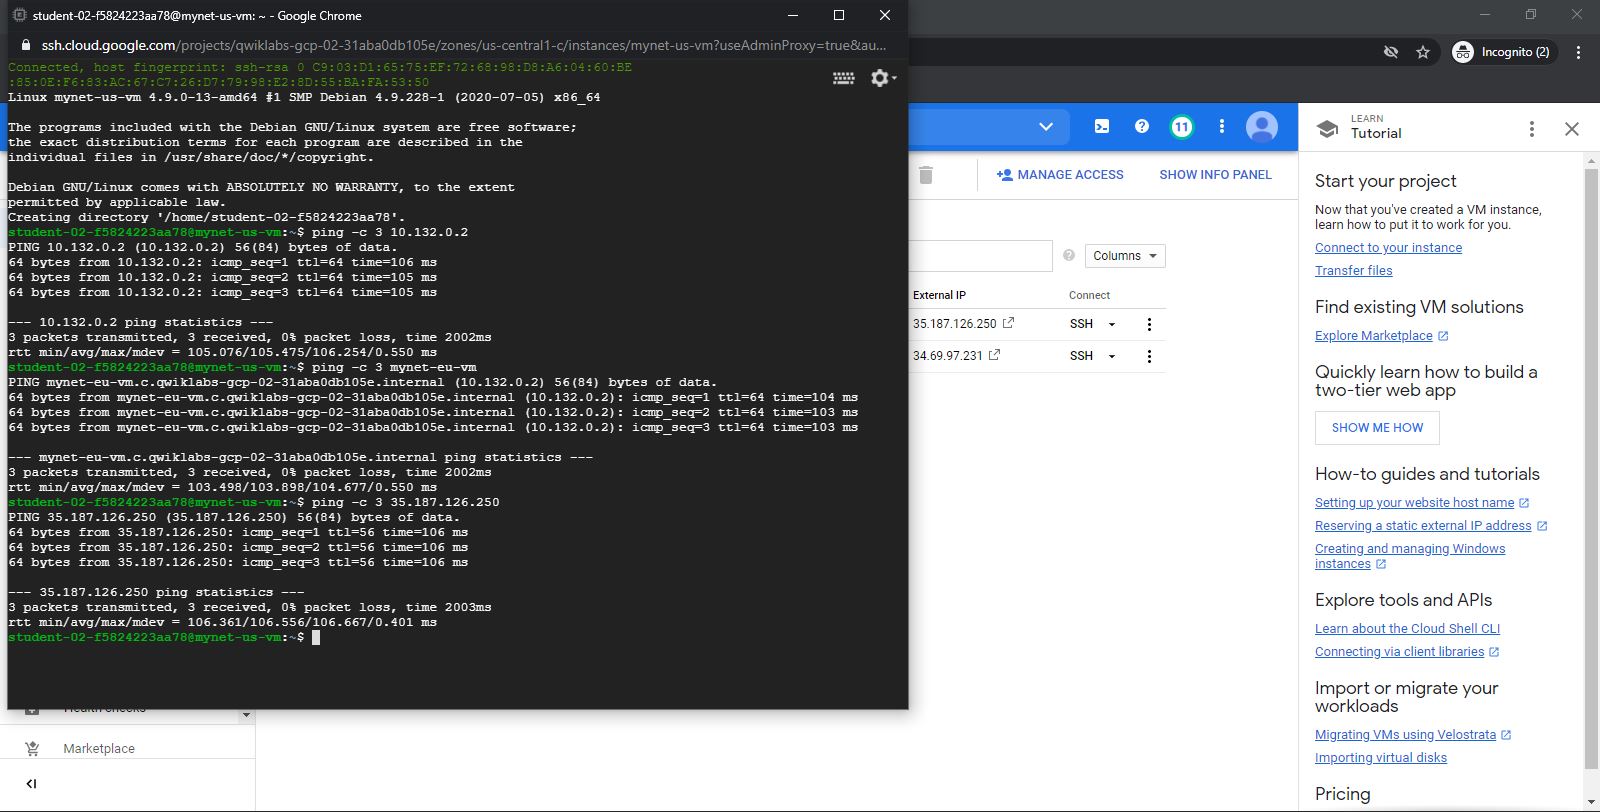 student-02-f5824223aa78@mynet-us-vm: ~ - Google Chrome
ssh.cloud.google.com/projects/qwiklabs-gcp-02-31aba0db105e/zones/us-central1-c/instances/mynet-us-vm?useAdminProxy=true&au...
Connected, host fingerprint: ssh-rsa 0 C9:03:D1:65:75:EF:72:68:98:D8:A6:04:60:BE
:85:0E:F6:83:AC:67:C7:26:D7:79:98:E2:8D:55:BA:FA:53:50
Linux mynet-us-vm 4.9.0-13-amd64 #1 SMP Debian 4.9.228-1 (2020-07-05) x86_64
The programs included with the Debian GNU/Linux system are free software;
the exact distribution terms for each program are described in the
individual files in /usr/share/doc/*/copyright.
Debian GNU/Linux comes with ABSOLUTELY NO WARRANTY, to the extent
permitted by applicable law.
Creating directory '/home/student-02-f5824223aa78'.
student-02-f5824223aa78@mynet-us-vm:~$ ping -c 3 10.132.0.2
PING 10.132.0.2 (10.132.0.2) 56(84) bytes of data.
64 bytes from 10.132.0.2: icmp_seq=1 ttl=64 time=106 ms
64 bytes from 10.132.0.2: icmp_seq=2 ttl=64 time=105 ms
64 bytes from 10.132.0.2: icmp_seq=3 ttl=64 time=105 ms
--- 10.132.0.2 ping statistics ---
3 packets transmitted, 3 received, 0% packet loss, time 2002ms
rtt min/avg/max/mdev = 105.076/105.475/106.254/0.550 ms
student-02-f5824223aa78@mynet-us-vm:~$ ping -c 3 mynet-eu-vm
PING mynet-eu-vm.c.qwiklabs-gcp-02-31aba0db105e.internal (10.132.0.2) 56(84) bytes of data.
64 bytes from mynet-eu-vm.c.qwiklabs-gcp-02-31aba0db105e.internal (10.132.0.2): icmp_seq=1 ttl=64 time=104 ms
64 bytes from mynet-eu-vm.c.qwiklabs-gcp-02-31aba0db105e.internal (10.132.0.2): icmp_seq=2 ttl=64 time=103 ms
64 bytes from mynet-eu-vm.c.qwiklabs-gcp-02-31aba0db105e.internal (10.132.0.2): icmp_seq=3 ttl=64 time=103 ms
--- mynet-eu-vm.c.qwiklabs-gcp-02-31aba0db105e.internal ping statistics ---
3 packets transmitted, 3 received, 0% packet loss, time 2002ms
rtt min/avg/max/mdev = 103.498/103.898/104.677/0.550 ms
student-02-f5824223aa78@mynet-us-vm:~$ ping -c 3 35.187.126.250
PING 35.187.126.250 (35.187.126.250) 56(84) bytes of data.
64 bytes from 35.187.126.250: icmp_seq=1 ttl=56 time=106 ms
64 bytes from 35.187.126.250: icmp_seq=2 ttl=56 time=106 ms
64 bytes from 35.187.126.250: icmp_seq=3 ttl=56 time=106 ms
--- 35.187.126.250 ping statistics ---
3 packets transmitted, 3 received, 0% packet loss, time 2003ms
rtt min/avg/max/mdev = 106.361/106.556/106.667/0.401 ms
student-02-f5824223aa78@mynet-us-vm:~$
Health checks
Marketplace
Incognito (2)
11
MANAGE ACCESS
SHOW INFO PANEL
Columns
External IP
Connect
35.187.126.250
SSH
34.69.97.231
SSH
LEARN
Tutorial
Start your project
Now that you've created a VM instance,
learn how to put it to work for you.
Connect to your instance
Transfer files
Find existing VM solutions
Explore Marketplace
Quickly learn how to build a
two-tier web app
SHOW ME HOW
How-to guides and tutorials
Setting up your website host name
Reserving a static external IP address
Creating and managing Windows
instances
Explore tools and APIs
Learn about the Cloud Shell CLI
Connecting via client libraries
Import or migrate your
workloads
Migrating VMs using Velostrata
Importing virtual disks
Pricing